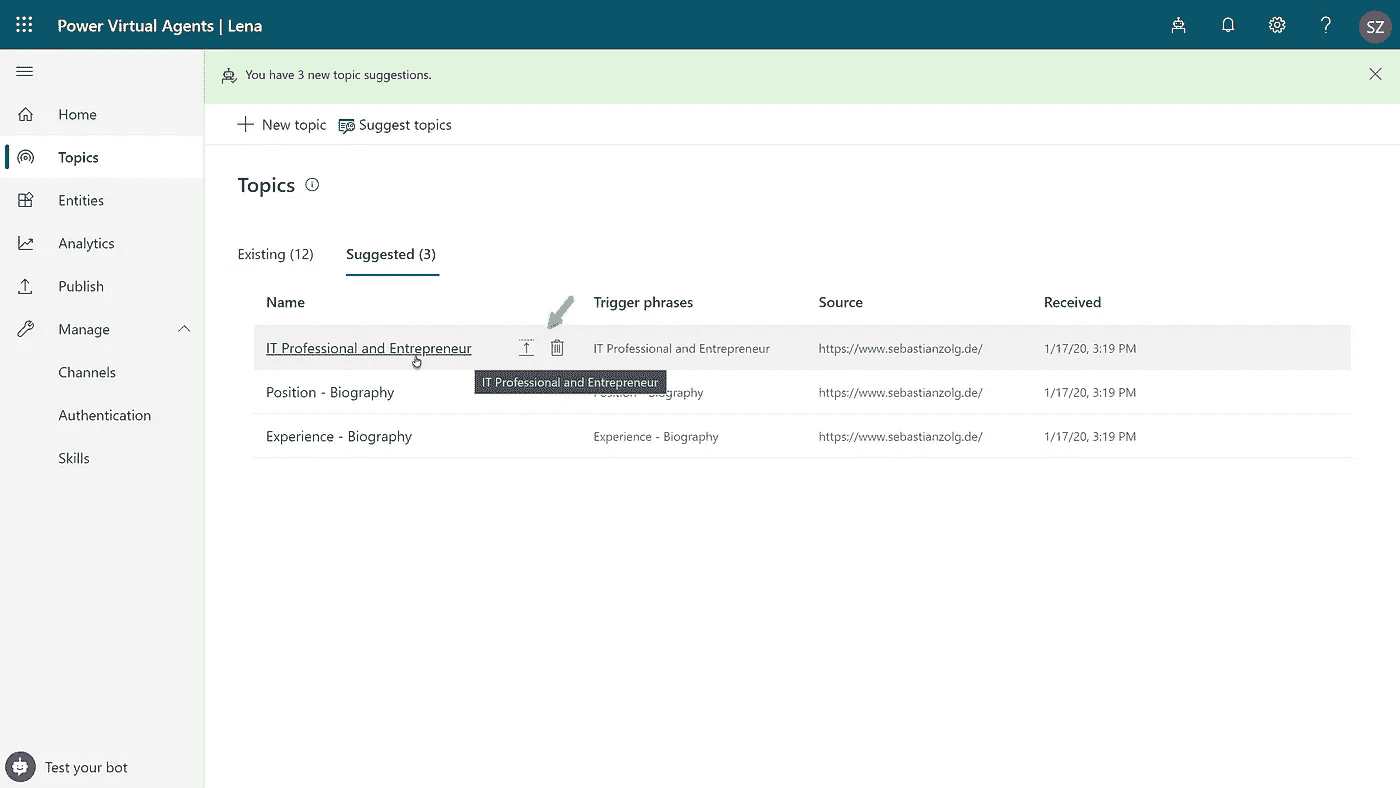 Power Virtual Agents | Lena
?
SZ
You have 3 new topic suggestions.
Home
Topics
Entities
Analytics
Publish
Manage
Channels
Authentication
Skills
Test your bot
New topic
Suggest topics
Topics
Existing (12)
Suggested (3)
Name
Trigger phrases
Source
Received
IT Professional and Entrepreneur
IT Professional and Entrepreneur
https://www.sebastianzolg.de/
1/17/20, 3:19 PM
IT Professional and Entrepreneur
Position - Biography
Position - Biography
https://www.sebastianzolg.de/
1/17/20, 3:19 PM
Experience - Biography
Experience - Biography
https://www.sebastianzolg.de/
1/17/20, 3:19 PM